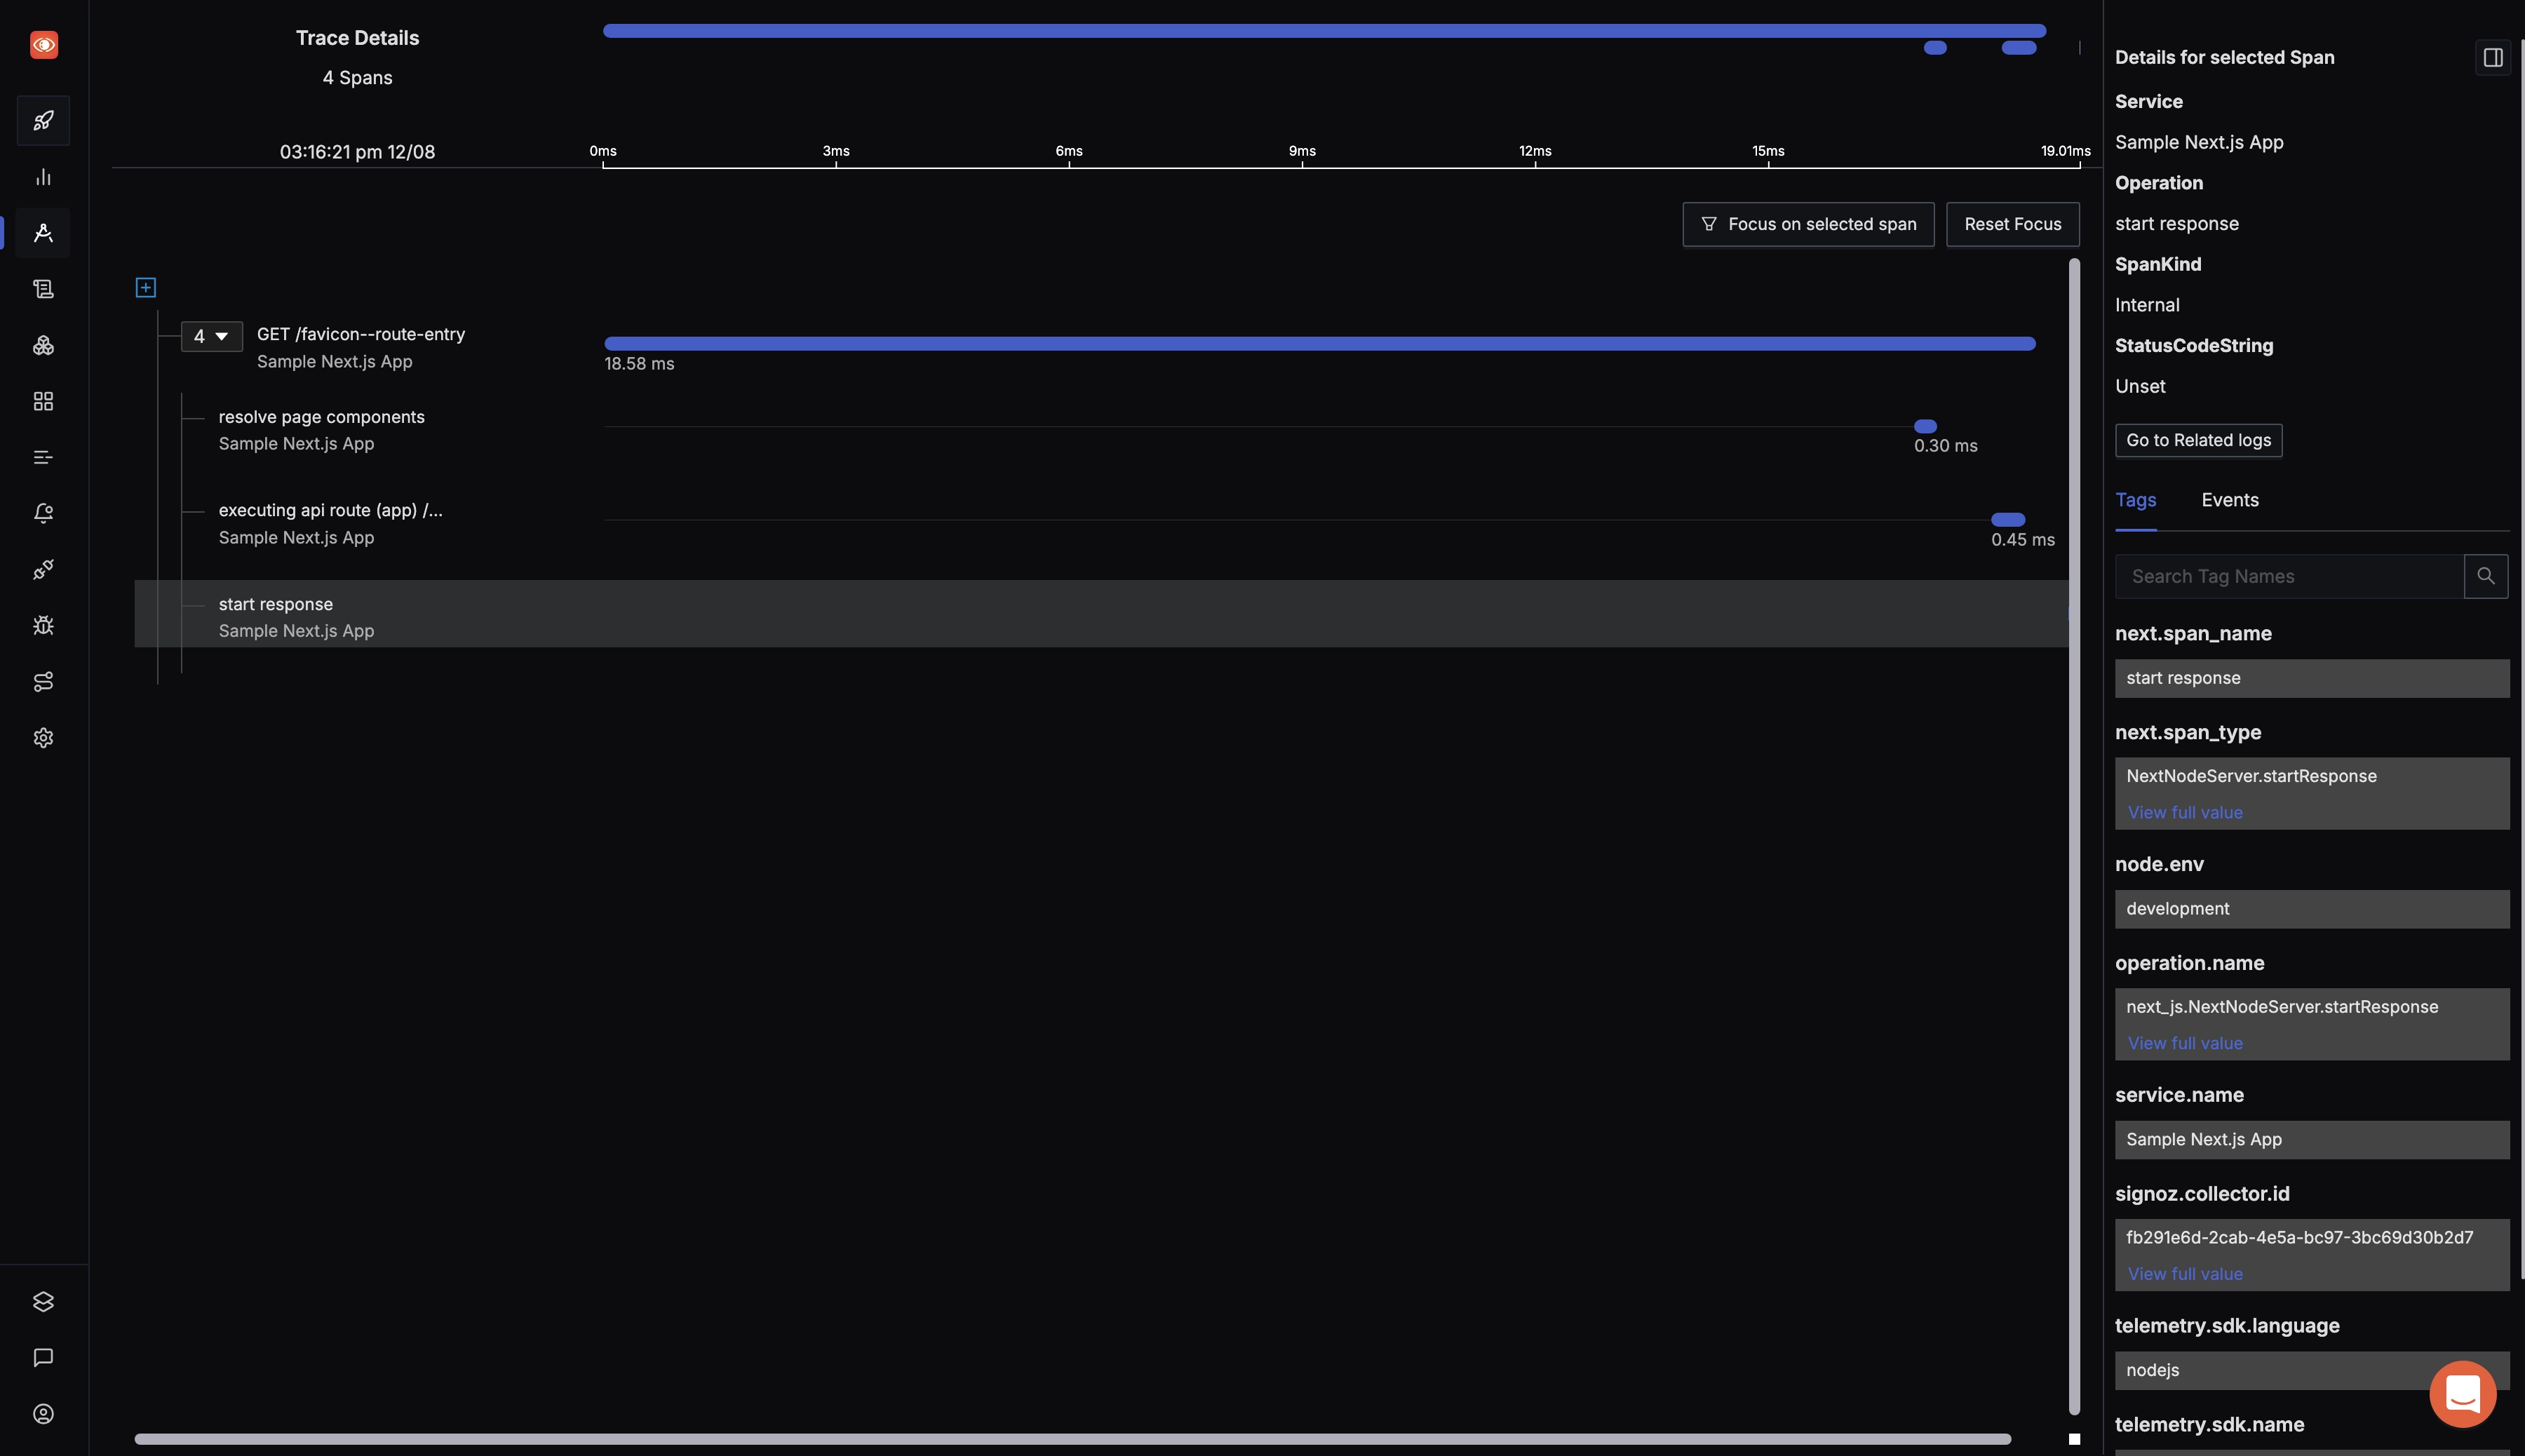 Trace Details
4 Spans
03:16:21 pm 12/08
0ms
3ms
6ms
9ms
12ms
15ms
19.01ms
Focus on selected span
Reset Focus
4
GET /favicon--route-entry
Sample Next.js App
18.58 ms
resolve page components
Sample Next.js App
0.30 ms
executing api route (app) /...
Sample Next.js App
0.45 ms
start response
Sample Next.js App
Details for selected Span
Service
Sample Next.js App
Operation
start response
SpanKind
Internal
StatusCodeString
Unset
Go to Related logs
Tags
Events
Search Tag Names
next.span_name
start response
next.span_type
NextNodeServer.startResponse
View full value
node.env
development
operation.name
next_js.NextNodeServer.startResponse
View full value
service.name
Sample Next.js App
signoz.collector.id
fb291e6d-2cab-4e5a-bc97-3bc69d30b2d7
View full value
telemetry.sdk.language
nodejs
telemetry.sdk.name